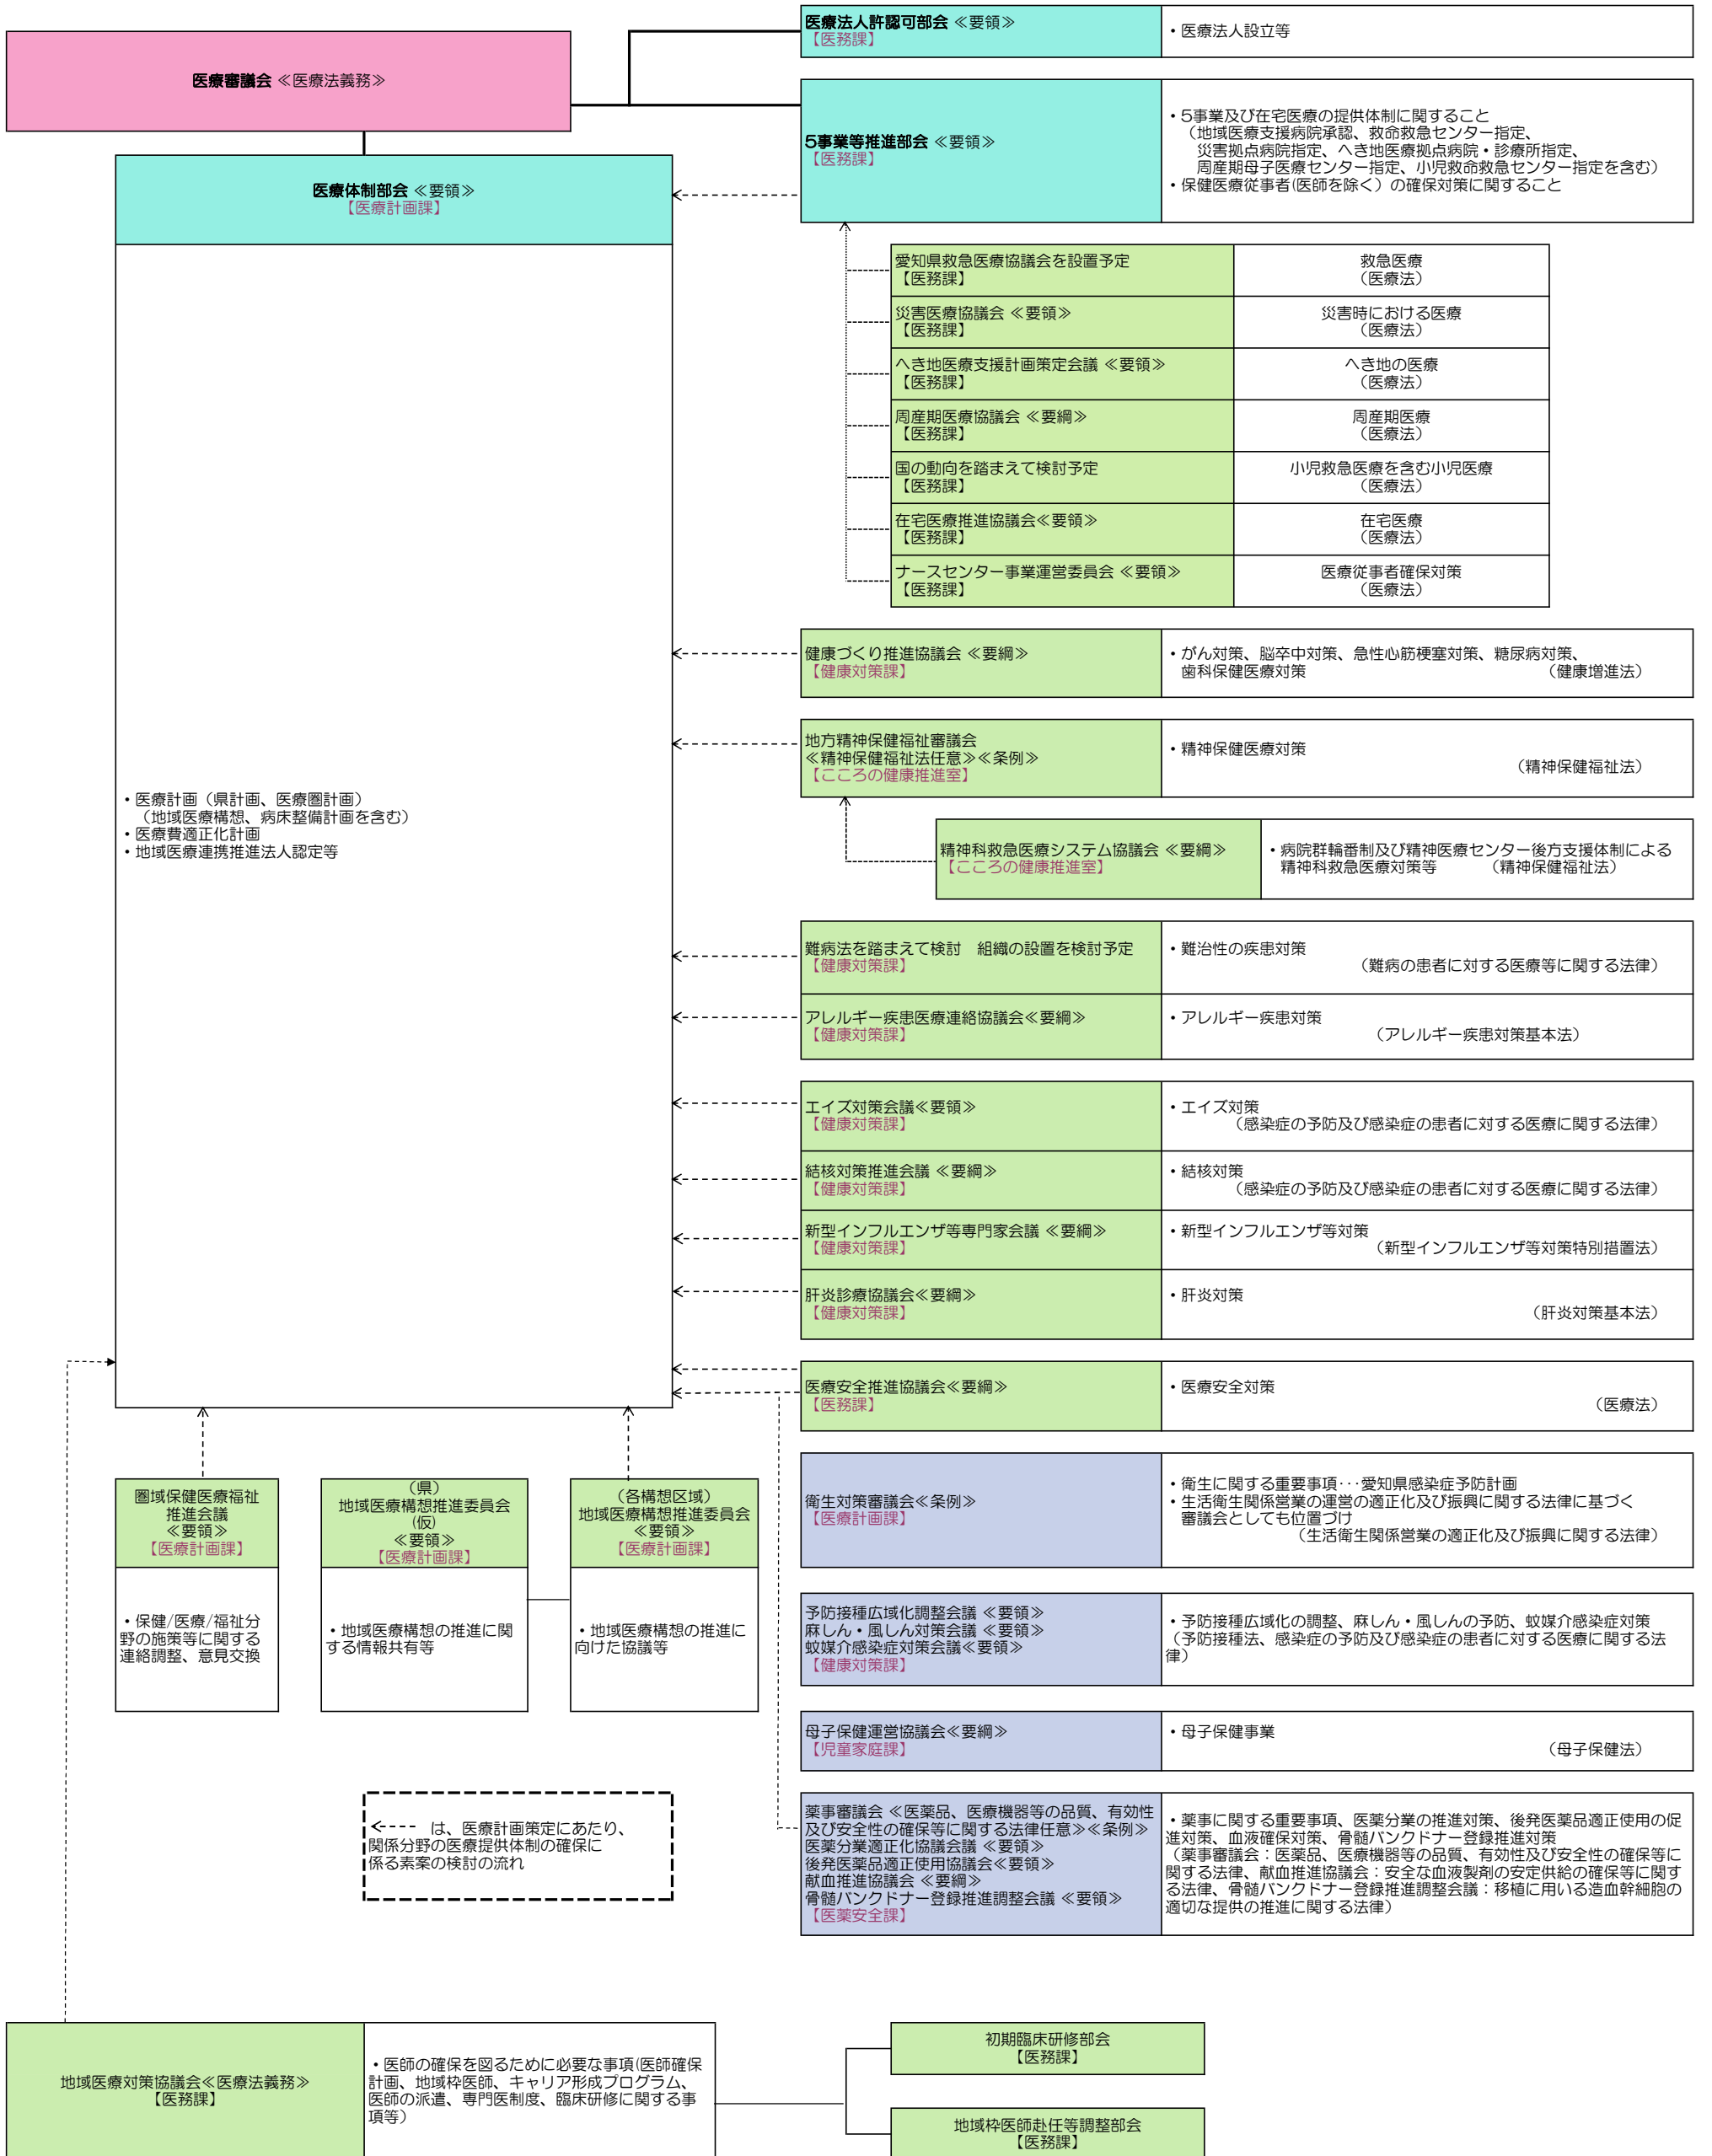 医療審議会 ≪医療法義務≫
医療法人許認可部会 ≪要領≫
【医務課】
・医療法人設立等
5事業等推進部会 ≪要領≫
【医務課】
・5事業及び在宅医療の提供体制に関すること
（地域医療支援病院承認、救命救急センター指定、
災害拠点病院指定、へき地医療拠点病院・診療所指定、
周産期母子医療センター指定、小児救命救急センター指定を含む）
・保健医療従事者(医師を除く）の確保対策に関すること
医療体制部会 ≪要領≫
【医療計画課】
・医療計画（県計画、医療圏計画）
（地域医療構想、病床整備計画を含む）
・医療費適正化計画
・地域医療連携推進法人認定等
愛知県救急医療協議会を設置予定
【医務課】
救急医療
（医療法）
災害医療協議会 ≪要領≫
【医務課】
災害時における医療
（医療法）
へき地医療支援計画策定会議 ≪要領≫
【医務課】
へき地の医療
（医療法）
周産期医療協議会 ≪要綱≫
【医務課】
周産期医療
（医療法）
国の動向を踏まえて検討予定
【医務課】
小児救急医療を含む小児医療
（医療法）
在宅医療推進協議会≪要領≫
【医務課】
在宅医療
（医療法）
ナースセンター事業運営委員会 ≪要領≫
【医務課】
医療従事者確保対策
（医療法）
健康づくり推進協議会 ≪要綱≫
【健康対策課】
・がん対策、脳卒中対策、急性心筋梗塞対策、糖尿病対策、
歯科保健医療対策 （健康増進法）
地方精神保健福祉審議会
≪精神保健福祉法任意≫≪条例≫
【こころの健康推進室】
・精神保健医療対策
（精神保健福祉法）
精神科救急医療システム協議会 ≪要綱≫
【こころの健康推進室】
・病院群輪番制及び精神医療センター後方支援体制による
精神科救急医療対策等 （精神保健福祉法）
難病法を踏まえて検討　組織の設置を検討予定
【健康対策課】
・難治性の疾患対策
（難病の患者に対する医療等に関する法律）
アレルギー疾患医療連絡協議会≪要綱≫
【健康対策課】
・アレルギー疾患対策
（アレルギー疾患対策基本法）
エイズ対策会議≪要領≫
【健康対策課】
・エイズ対策
（感染症の予防及び感染症の患者に対する医療に関する法律）
結核対策推進会議 ≪要綱≫
【健康対策課】
・結核対策
（感染症の予防及び感染症の患者に対する医療に関する法律）
新型インフルエンザ等専門家会議 ≪要綱≫
【健康対策課】
・新型インフルエンザ等対策
（新型インフルエンザ等対策特別措置法）
肝炎診療協議会≪要綱≫
【健康対策課】
・肝炎対策
（肝炎対策基本法）
医療安全推進協議会≪要綱≫
【医務課】
・医療安全対策
（医療法）
圏域保健医療福祉
推進会議
≪要領≫
【医療計画課】
・保健/医療/福祉分
野の施策等に関する
連絡調整、意見交換
（県）
地域医療構想推進委員会
(仮)
≪要領≫
【医療計画課】
・地域医療構想の推進に関
する情報共有等
（各構想区域）
地域医療構想推進委員会
≪要領≫
【医療計画課】
・地域医療構想の推進に
向けた協議等
衛生対策審議会≪条例≫
【医療計画課】
・衛生に関する重要事項･･･愛知県感染症予防計画
・生活衛生関係営業の運営の適正化及び振興に関する法律に基づく
審議会としても位置づけ
（生活衛生関係営業の適正化及び振興に関する法律）
予防接種広域化調整会議 ≪要領≫
麻しん・風しん対策会議 ≪要領≫
蚊媒介感染症対策会議≪要領≫
【健康対策課】
・予防接種広域化の調整、麻しん・風しんの予防、蚊媒介感染症対策
（予防接種法、感染症の予防及び感染症の患者に対する医療に関する法
律）
母子保健運営協議会≪要綱≫
【児童家庭課】
・母子保健事業
（母子保健法）
は、医療計画策定にあたり、
関係分野の医療提供体制の確保に
係る素案の検討の流れ
薬事審議会 ≪医薬品、医療機器等の品質、有効性
及び安全性の確保等に関する法律任意≫≪条例≫
医薬分業適正化協議会議 ≪要領≫
後発医薬品適正使用協議会≪要領≫
献血推進協議会 ≪要綱≫
骨髄バンクドナー登録推進調整会議 ≪要領≫
【医薬安全課】
・薬事に関する重要事項、医薬分業の推進対策、後発医薬品適正使用の促
進対策、血液確保対策、骨髄バンクドナー登録推進対策
（薬事審議会：医薬品、医療機器等の品質、有効性及び安全性の確保等に
関する法律、献血推進協議会：安全な血液製剤の安定供給の確保等に関す
る法律、骨髄バンクドナー登録推進調整会議：移植に用いる造血幹細胞の
適切な提供の推進に関する法律）
地域医療対策協議会≪医療法義務≫
【医務課】
・医師の確保を図るために必要な事項(医師確保
計画、地域枠医師、キャリア形成プログラム、
医師の派遣、専門医制度、臨床研修に関する事
項等）
初期臨床研修部会
【医務課】
地域枠医師赴任等調整部会
【医務課】